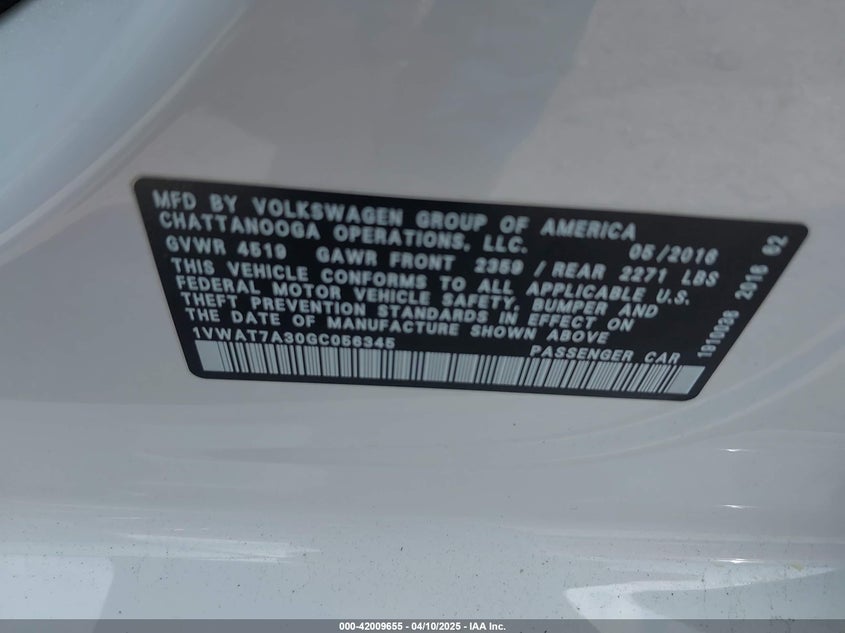 MFD BY VOLKSWAGEN GROUP OF AMERICA
CHATTANOOGA OPERATIONS, LLC. 05/2016
GVWR 4519 GAWR FRONT 2359 / REAR 2271 LBS
THIS VEHICLE CONFORMS TO ALL APPLICABLE U.S.
FEDERAL MOTOR VEHICLE SAFETY, BUMPER AND
THEFT PREVENTION STANDARDS IN EFFECT ON
THE DATE OF MANUFACTURE SHOWN ABOVE
1VWAT7A30GC056345 PASSENGER CAR
1910036 2016 02
000-42009655 - 04/10/2025 - IAA Inc.